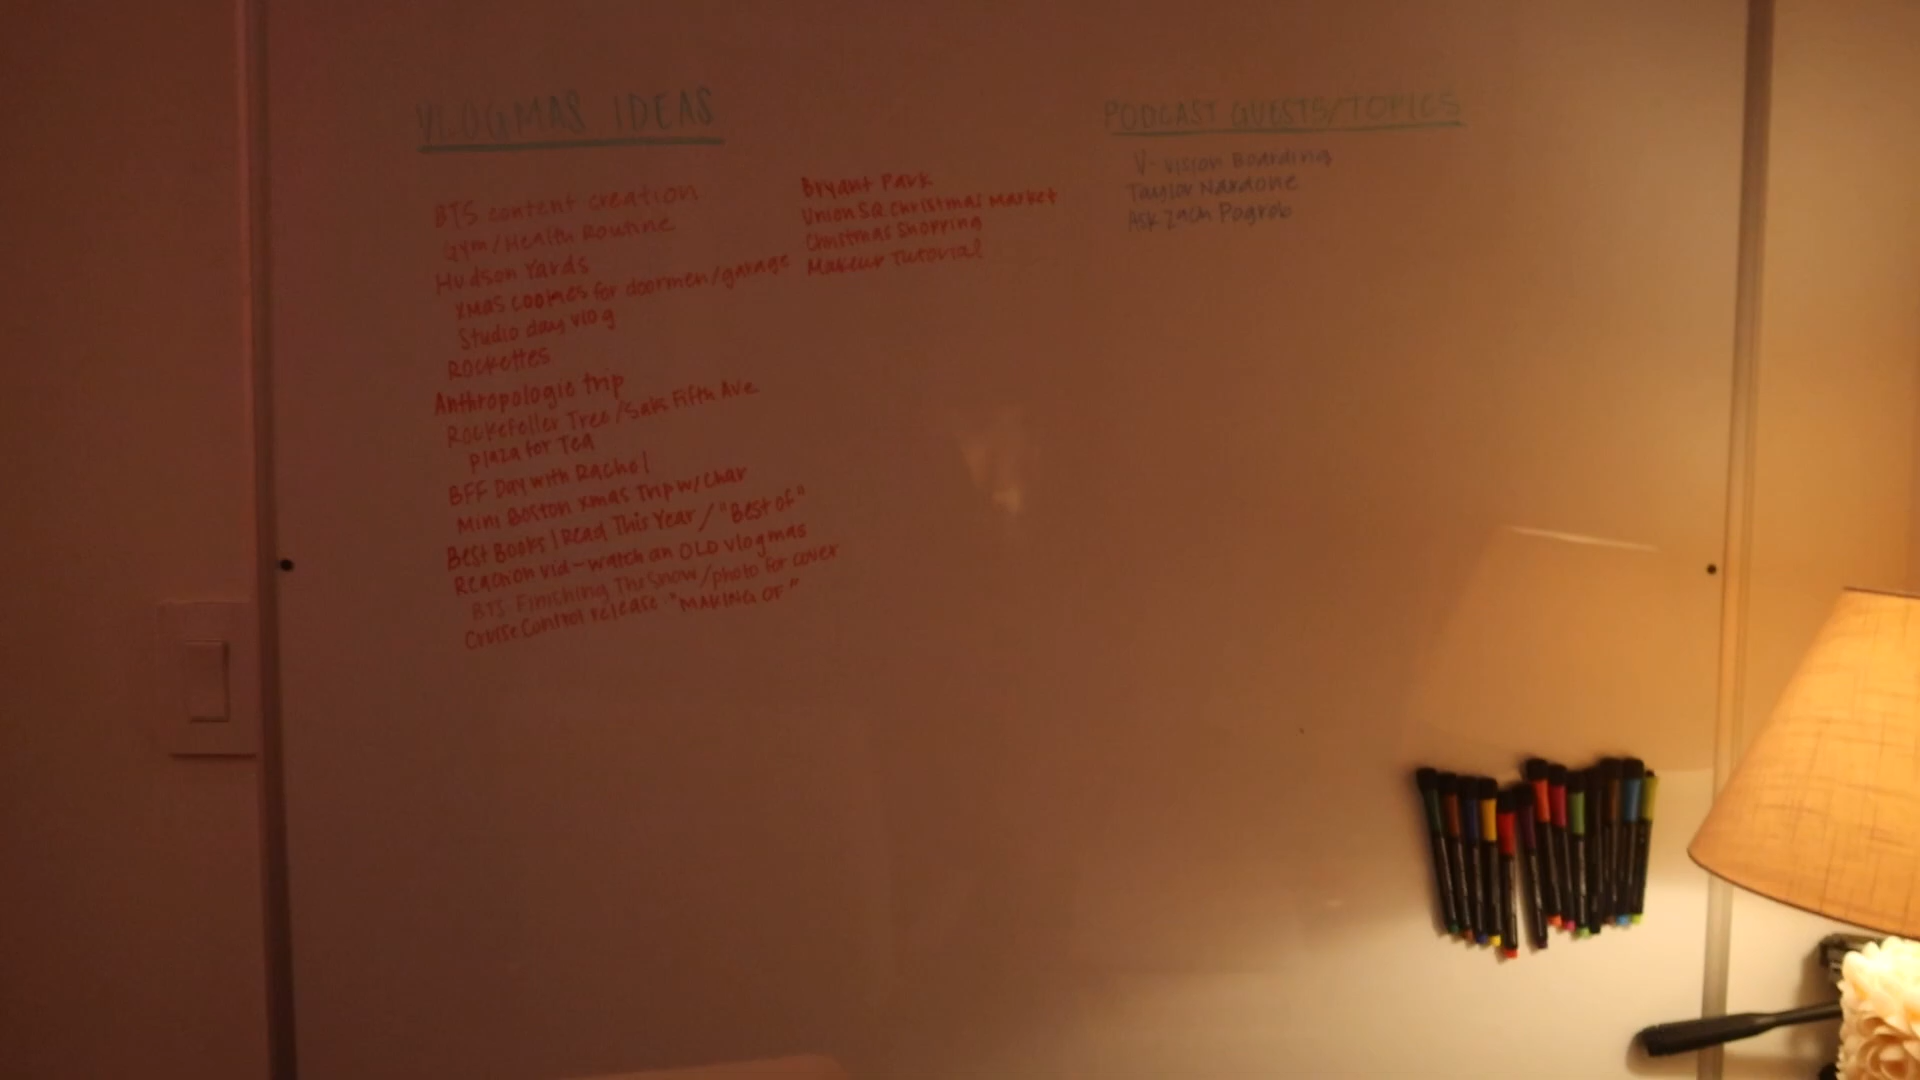 VLOGMAS IDEAS
BTS content creation
Gym/Health Routine
Hudson Yards
Xmas cookies for doormen/garage
Studio day vlog
Rockettes
Anthropologie trip
Rockefeller Tree/Saks Fifth Ave
plaza for Tea
BFF Day with Rachel
Mini Boston xmas Trip w/ Char
Best Books I Read This Year / "Best of"
Reaction vid - watch an OLD vlogmas
BTS Finishing The Show/photo for cover
Cruise Control release "MAKING OF"
Bryant Park
Union SQ Christmas Market
Christmas Shopping
Makeup Tutorial
PODCAST GUESTS/TOPICS
V- Vision Boarding
Taylor Nardone
Ask Zach Pogrob